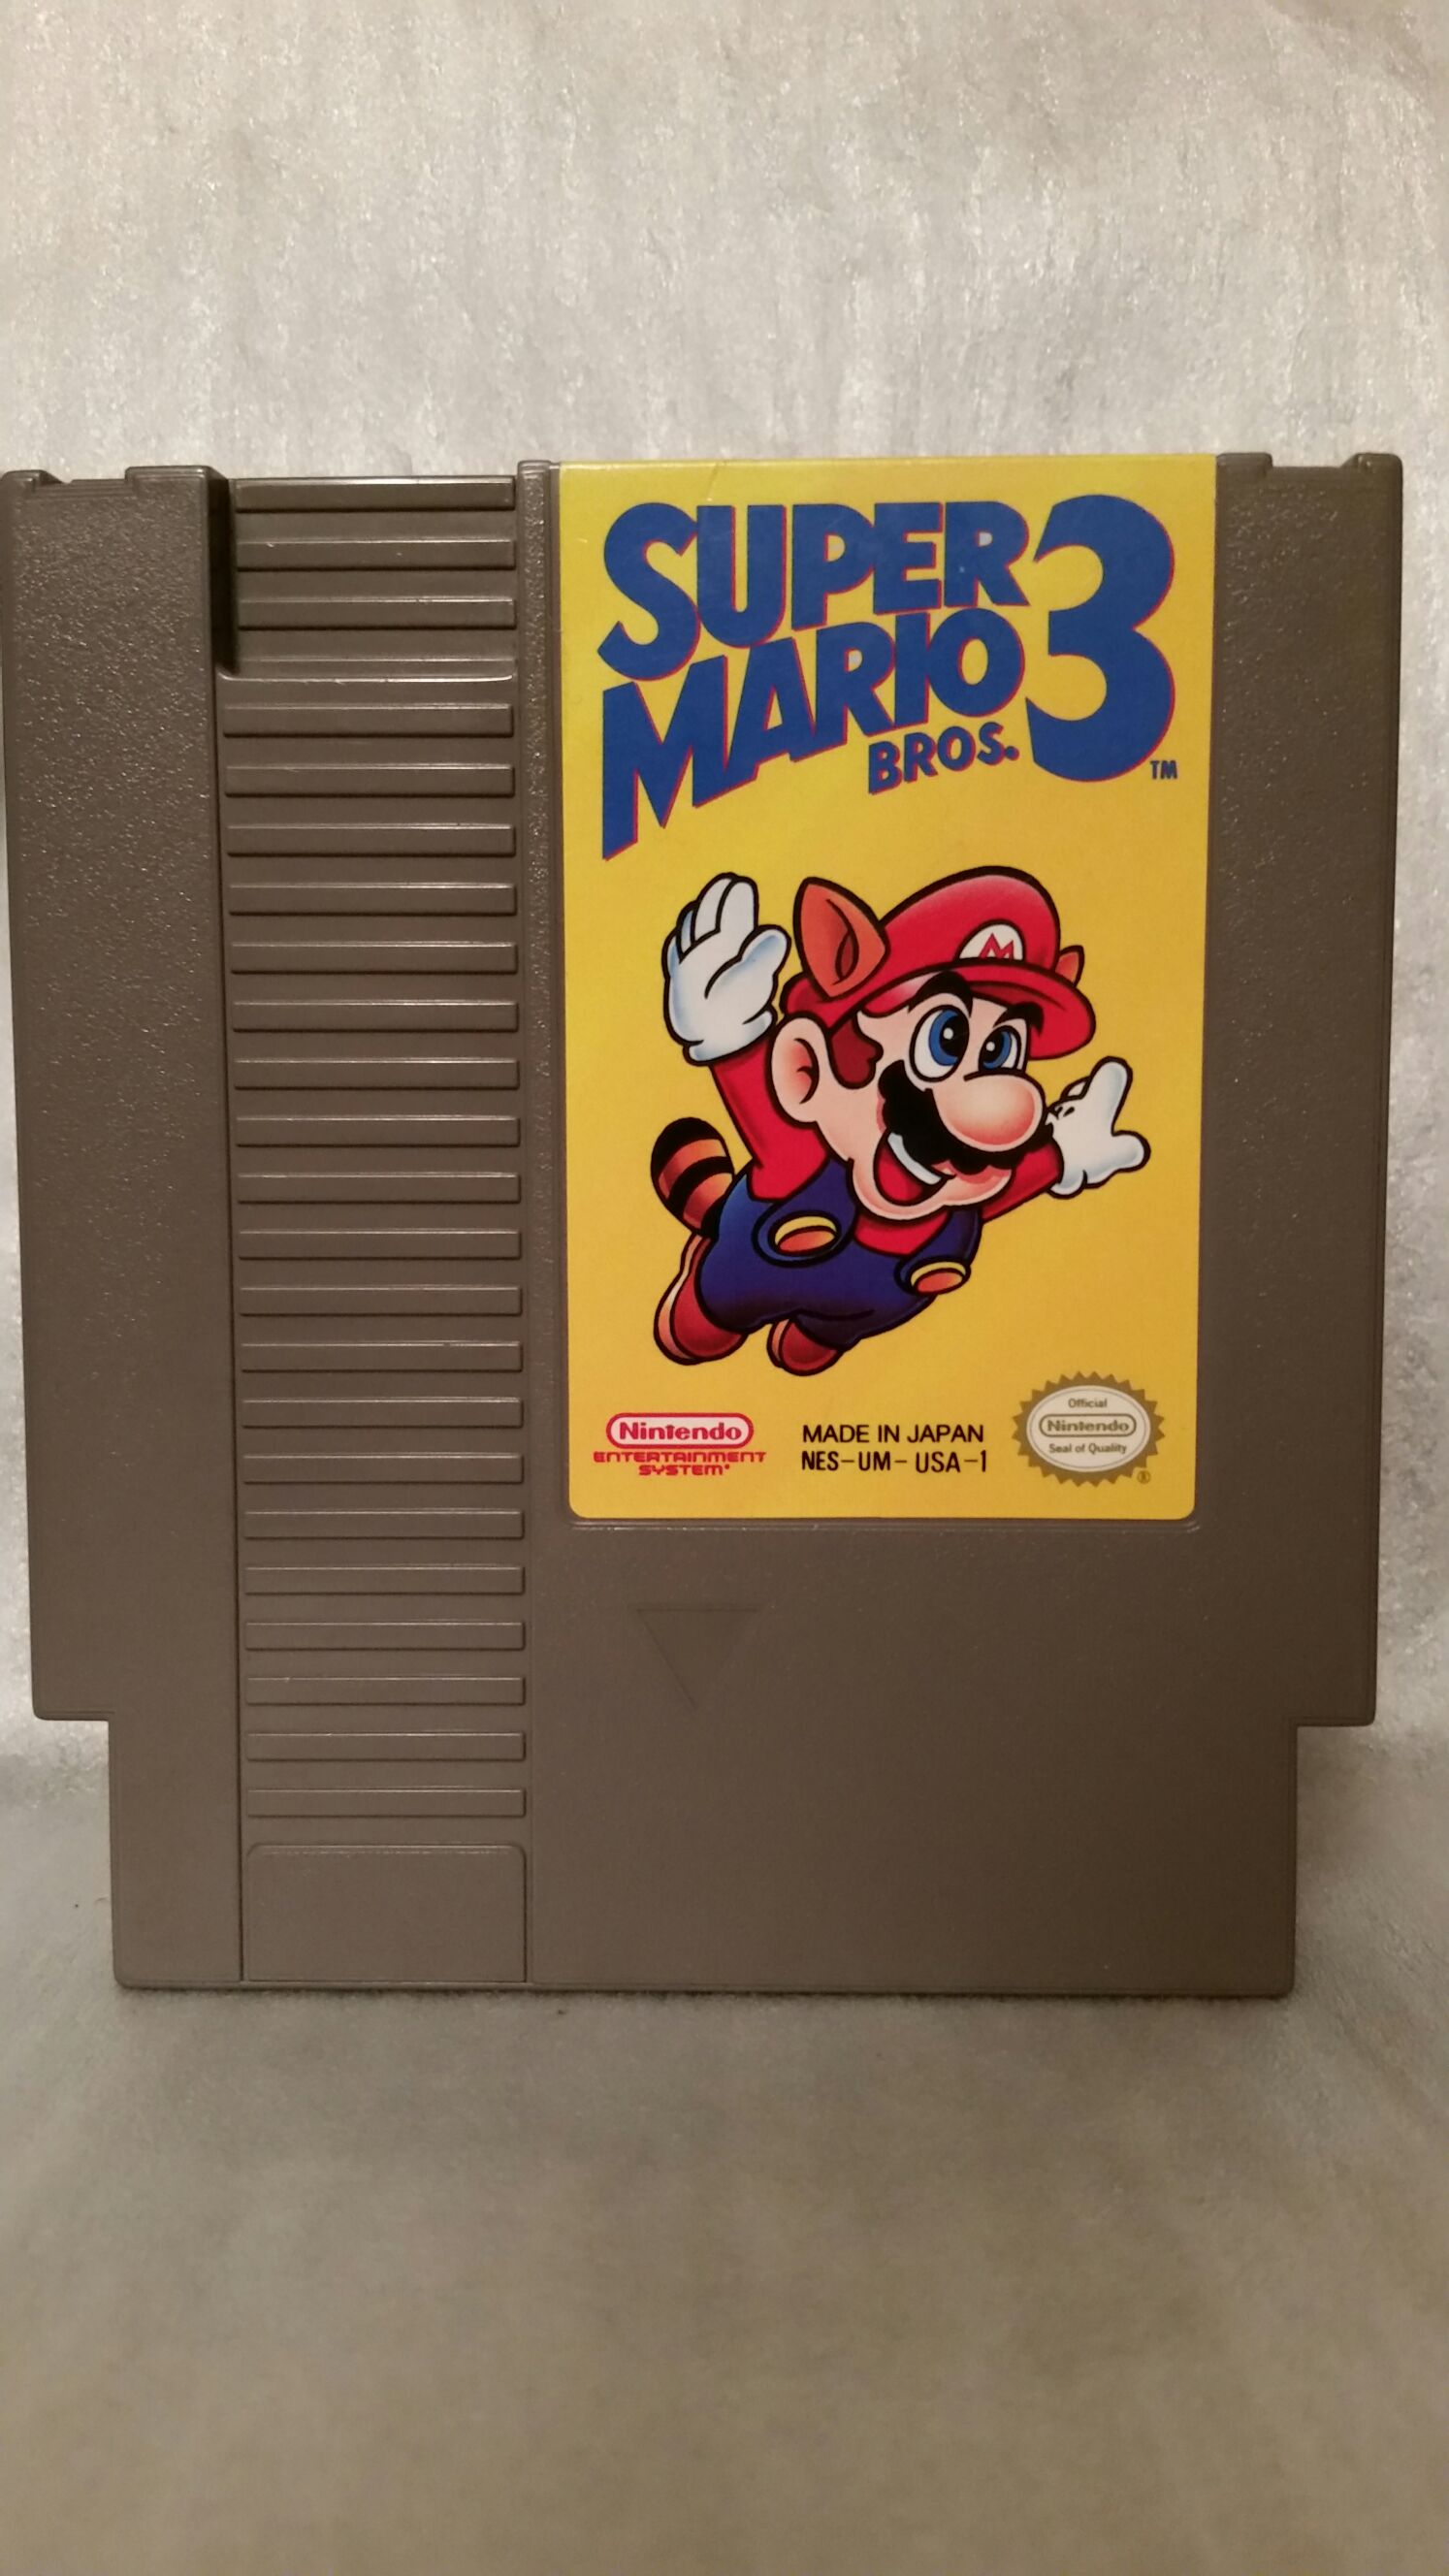 SUPER
MARIO
BROS. 3
TM
M
Nintendo
ENTERTAINMENT
SYSTEM®
MADE IN JAPAN
NES-UM- USA-1
Official
Nintendo
Seal of Quality
®